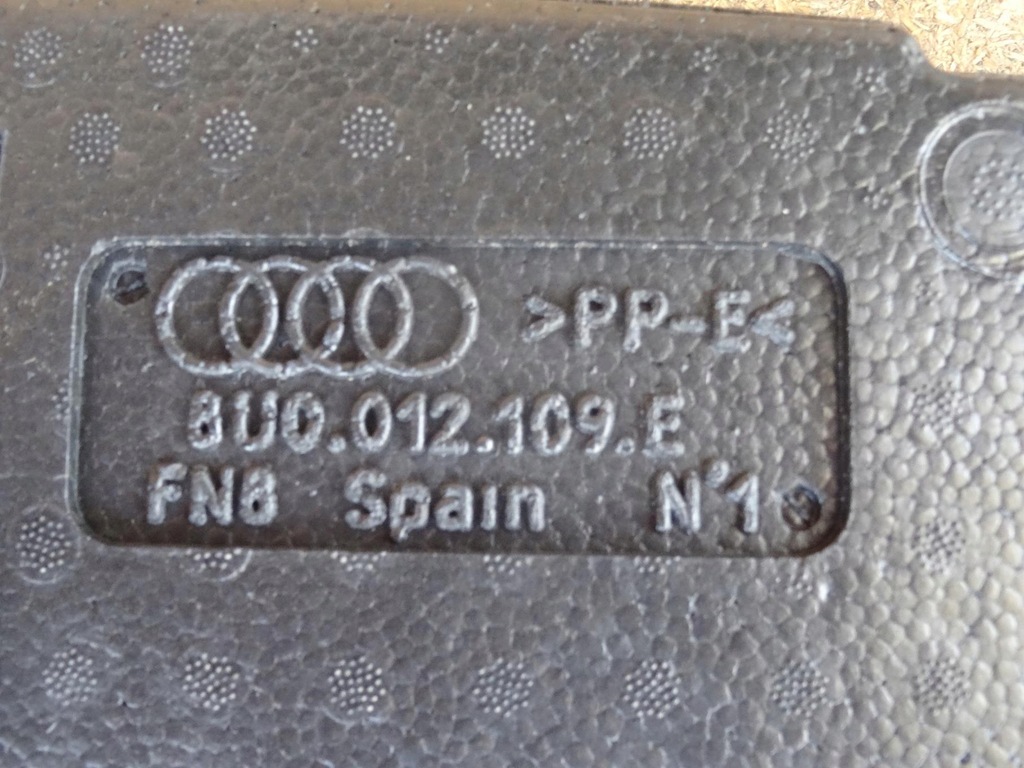 >PP-E<
8U0.012.109.E
FN8 Spain N°1